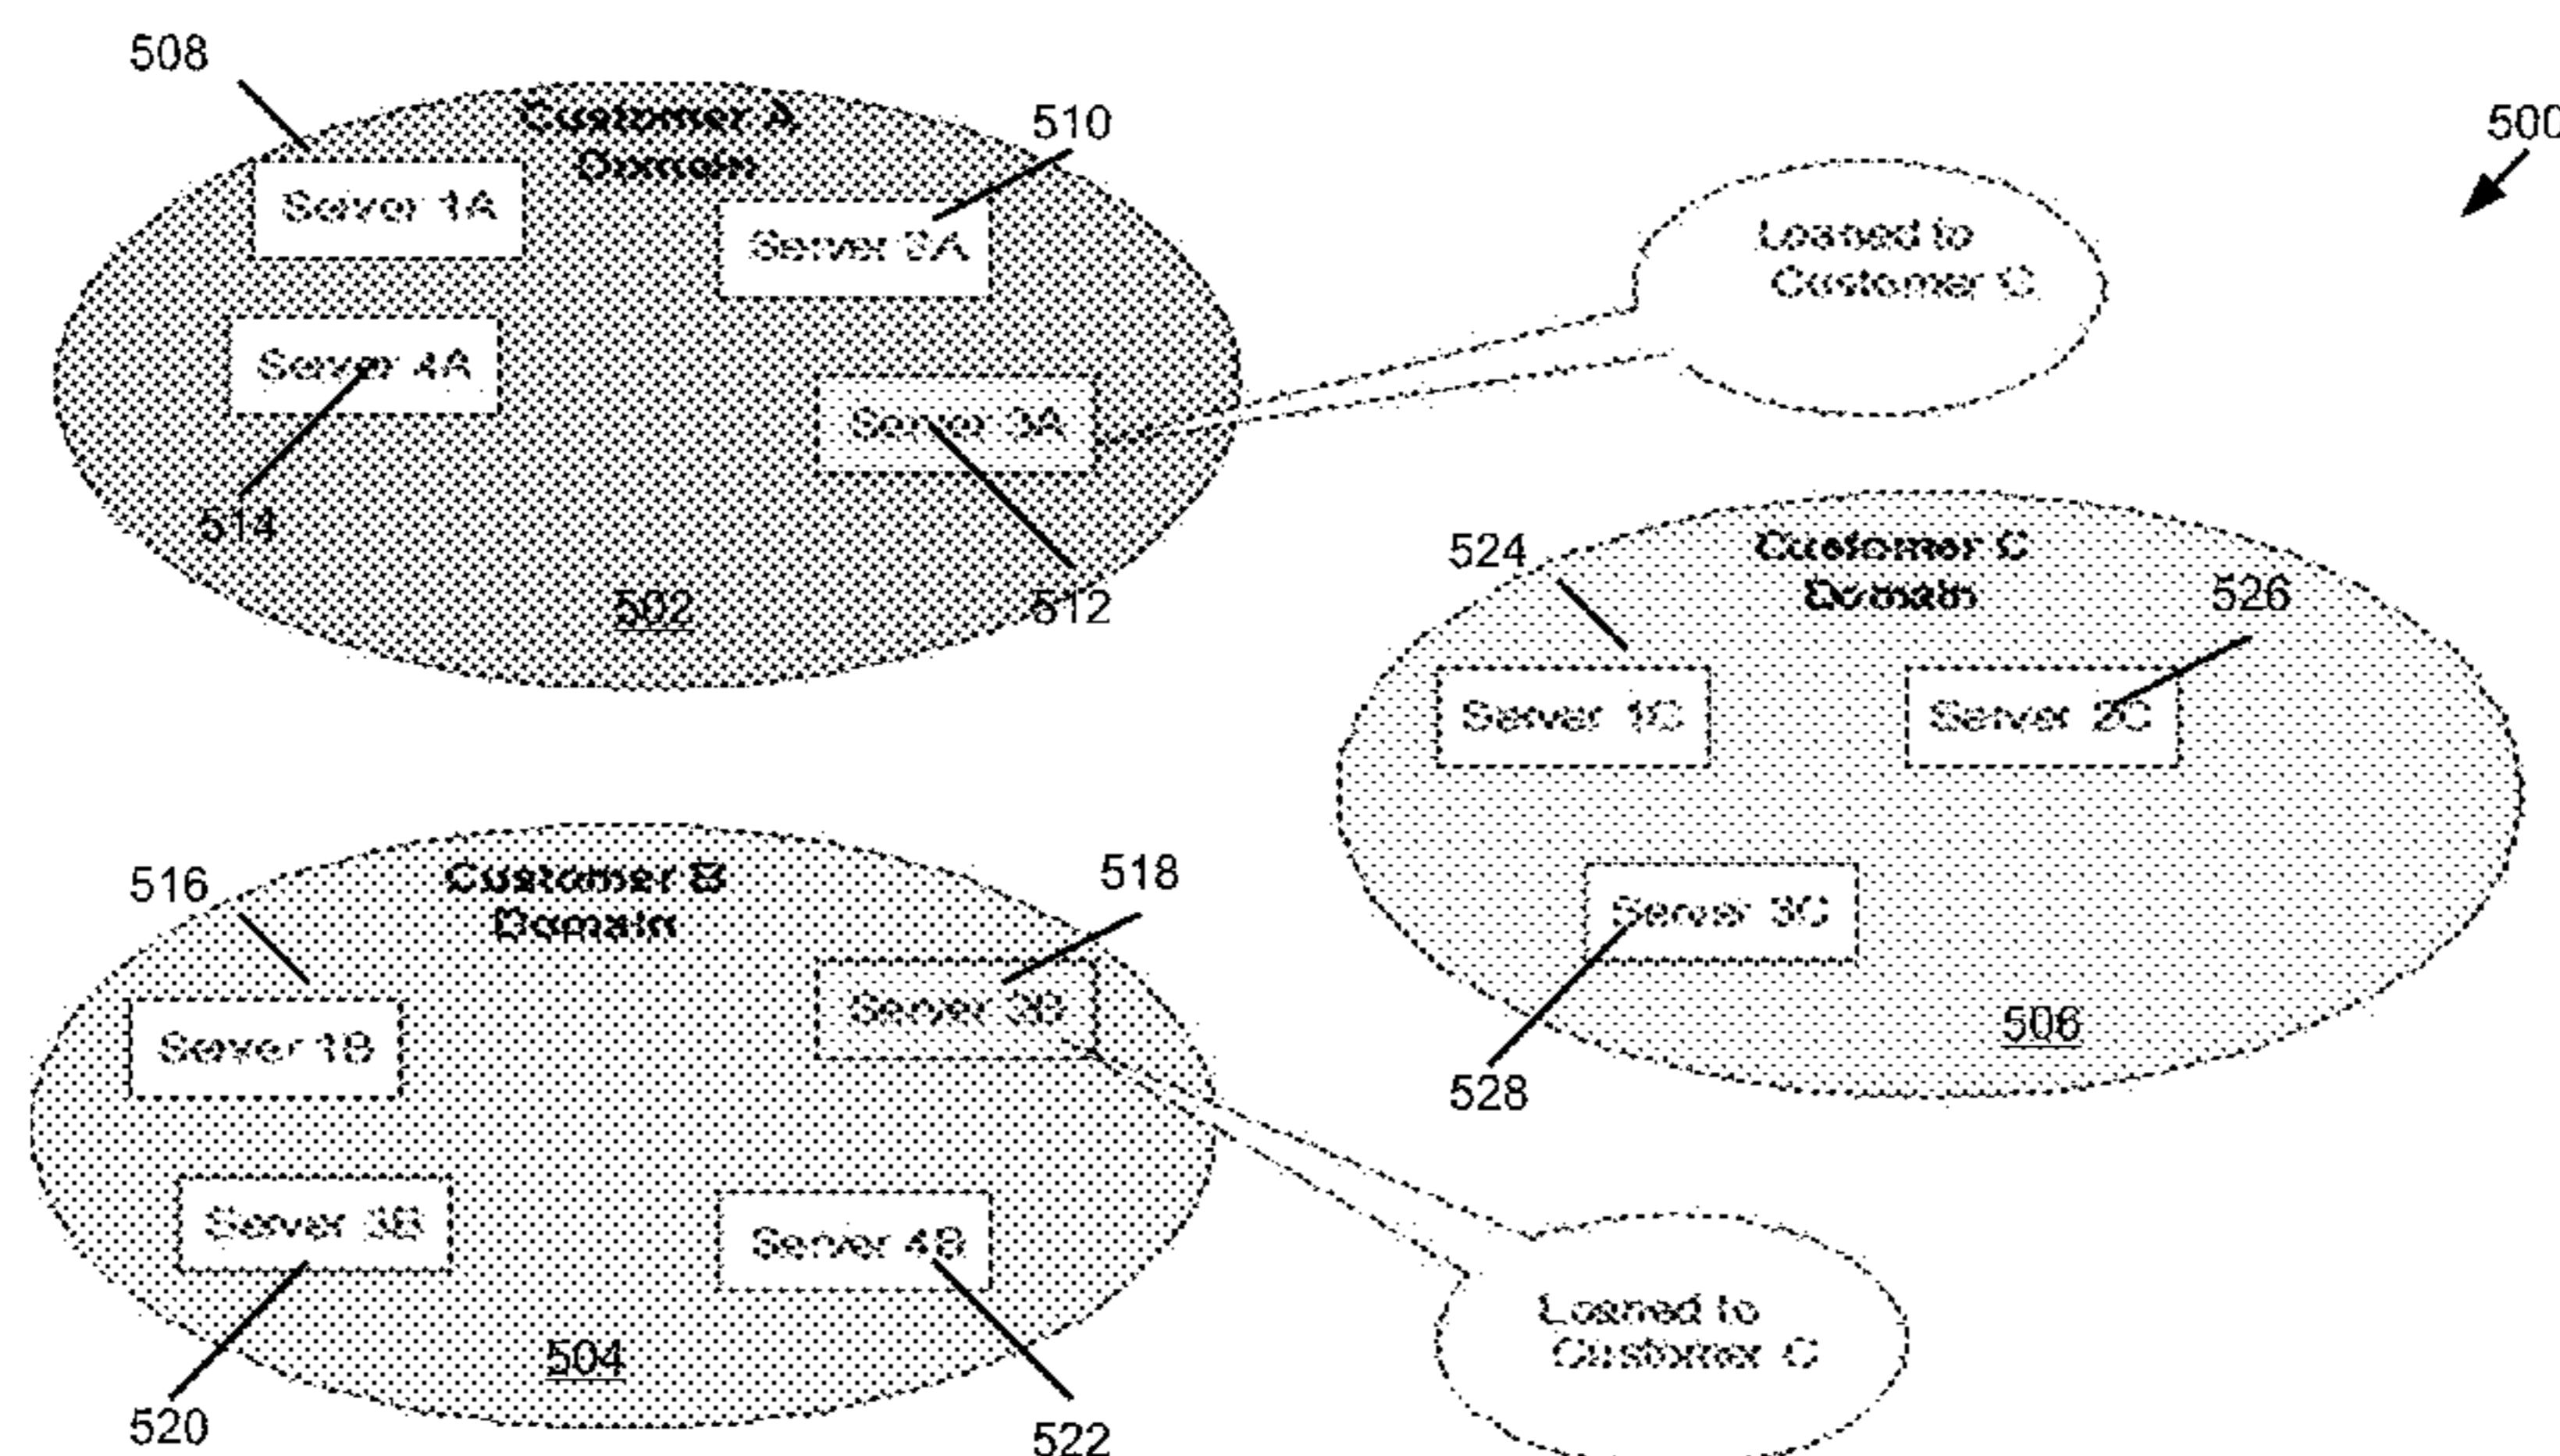 508
Customer A
Domain
510
500
Server 1A
Server 2A
Loaned to
Customer C
Server 4A
Server 3A
514
502
512
524
Customer C
Domain
526
Server 1C
Server 2C
516
Customer B
Domain
518
Server 3C
Server 2B
506
Server 1B
528
Server 3B
Server 4B
504
Loaned to
Customer C
520
522